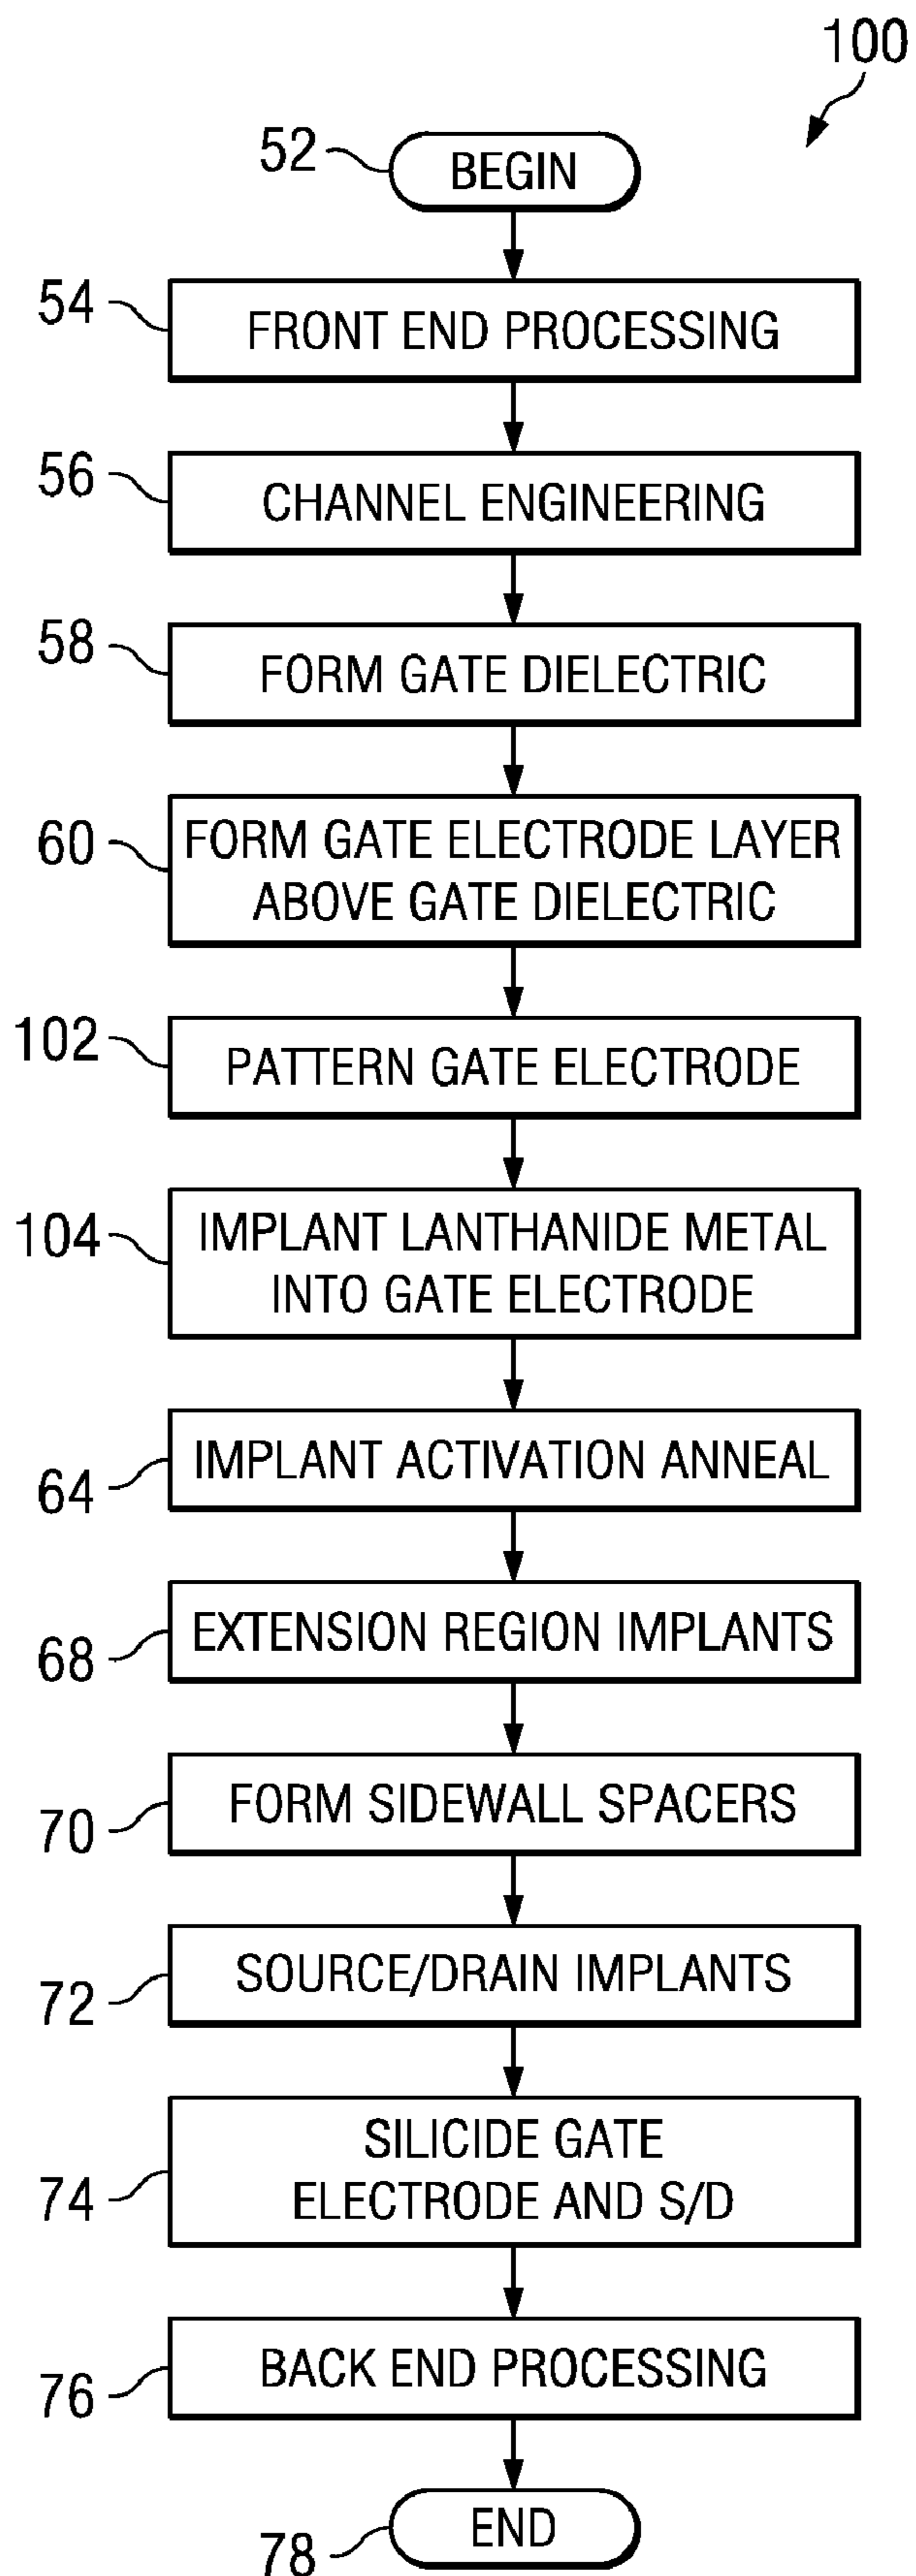 100
52
BEGIN
54
FRONT END PROCESSING
56
CHANNEL ENGINEERING
58
FORM GATE DIELECTRIC
60
FORM GATE ELECTRODE LAYER
ABOVE GATE DIELECTRIC
102
PATTERN GATE ELECTRODE
104
IMPLANT LANTHANIDE METAL
INTO GATE ELECTRODE
64
IMPLANT ACTIVATION ANNEAL
68
EXTENSION REGION IMPLANTS
70
FORM SIDEWALL SPACERS
72
SOURCE/DRAIN IMPLANTS
74
SILICIDE GATE
ELECTRODE AND S/D
76
BACK END PROCESSING
78
END